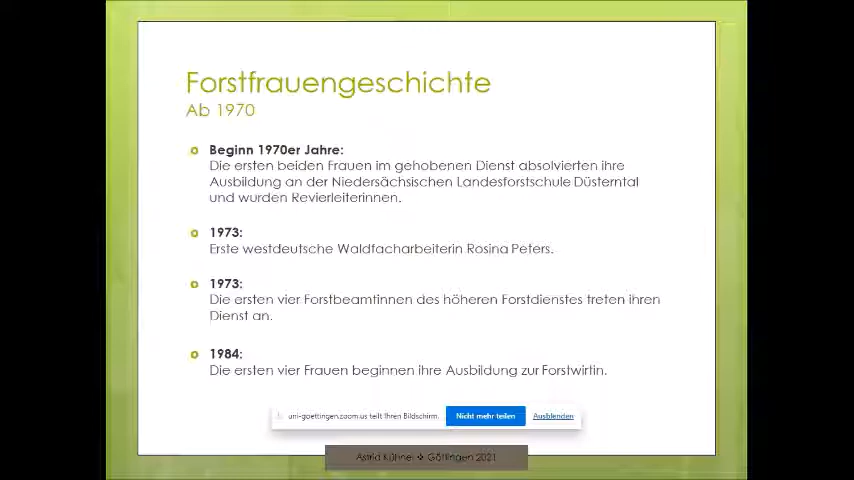 Forstfrauengeschichte
Ab 1970
Beginn 1970er Jahre:
Die ersten beiden Frauen im gehobenen Dienst absolvierten ihre
Ausbildung an der Niedersächsischen Landesforstschule Düsterntal
und wurden Revierleiterinnen.
1973:
Erste westdeutsche Waldfacharbeiterin Rosina Peters.
1973:
Die ersten vier Forstbeamtinnen des höheren Forstdienstes treten ihren
Dienst an.
1984:
Die ersten vier Frauen beginnen ihre Ausbildung zur Forstwirtin.
uni-goettingen.zoom.us teilt Ihren Bildschirm. Nicht mehr teilen Ausblenden
Astrid Kühnel ❖ Göttingen 2021